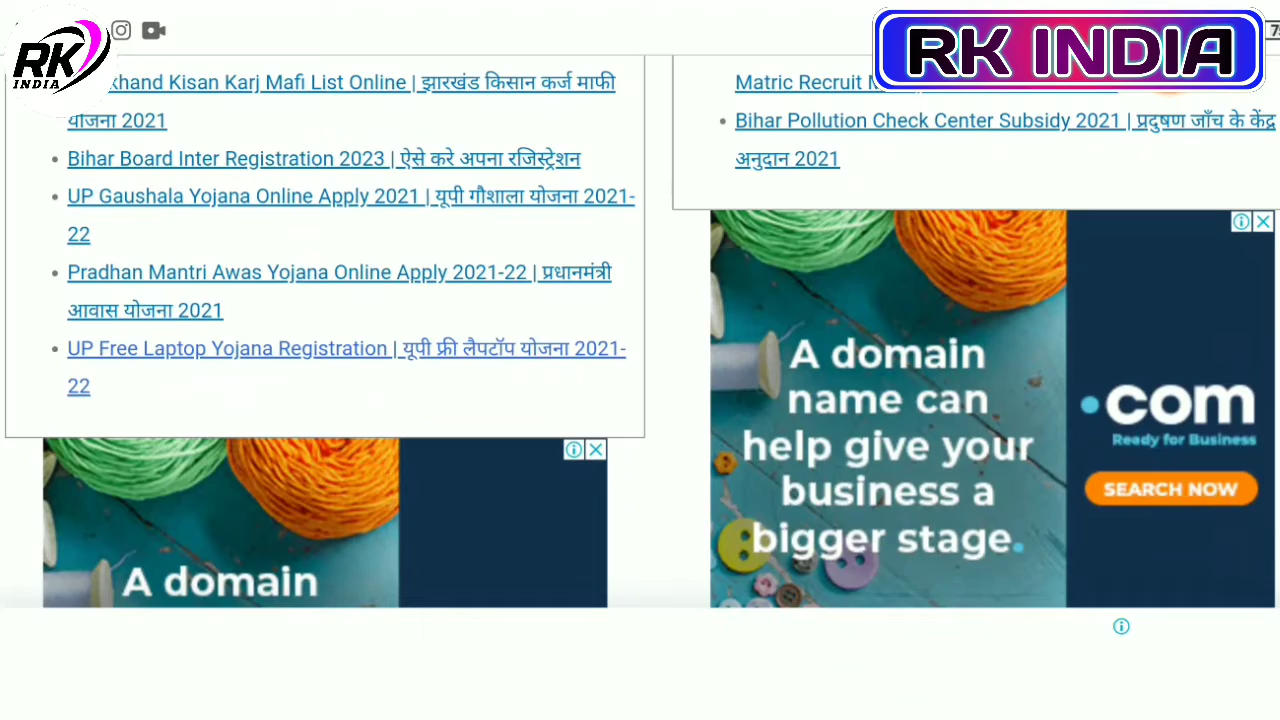 RK
INDIA
RK INDIA
khand Kisan Karj Mafi List Online | झारखंड किसान कर्ज माफी
योजना 2021
Bihar Board Inter Registration 2023 | ऐसे करे अपना रजिस्ट्रेशन
UP Gaushala Yojana Online Apply 2021 | यूपी गौशाला योजना 2021-
22
Pradhan Mantri Awas Yojana Online Apply 2021-22 | प्रधानमंत्री
आवास योजना 2021
UP Free Laptop Yojana Registration | यूपी फ्री लैपटॉप योजना 2021-
22
A domain
Matric Recruit
Bihar Pollution Check Center Subsidy 2021 | प्रदुषण जाँच के केंद्र
अनुदान 2021
A domain
name can
help give your
business a
bigger stage.
.com
Ready for Business
SEARCH NOW